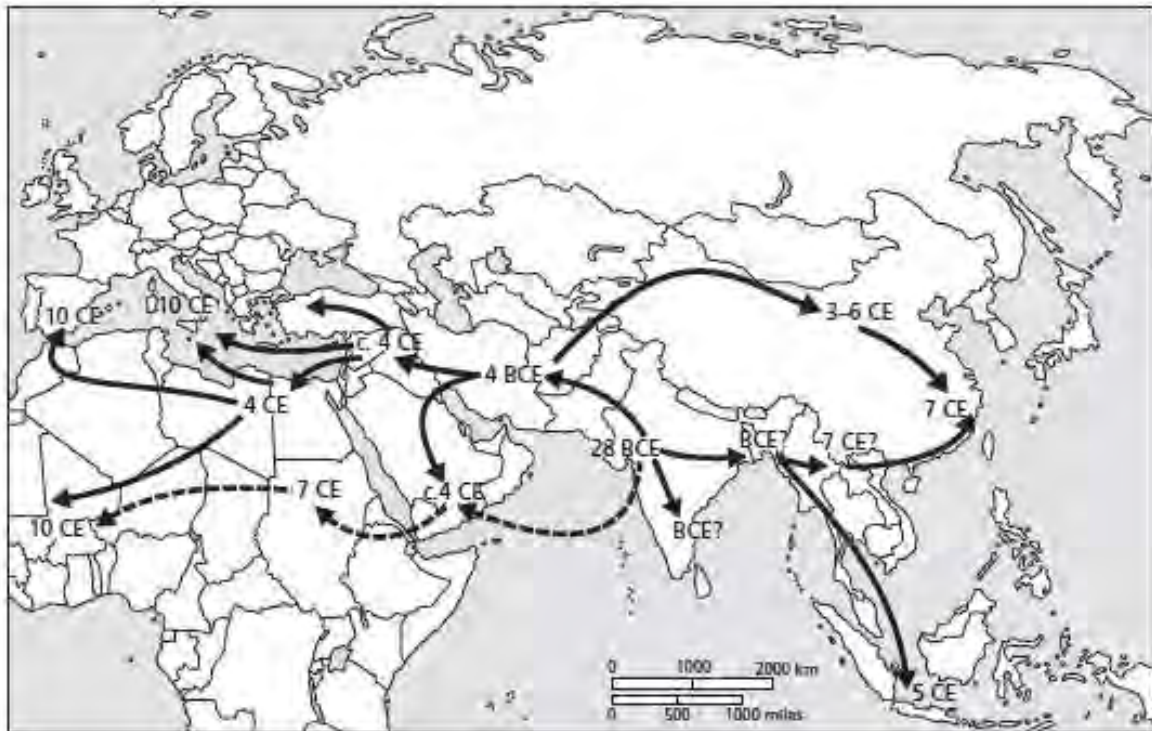 3–6 CE
10 CE
10 CE
c. 4 CE
4 BCE
4 CE
7 CE
28 BCE
BCE?
7 CE?
7 CE
c.4 CE
10 CE
BCE?
0 1000 2000 km
0 500 1000 miles
5 CE